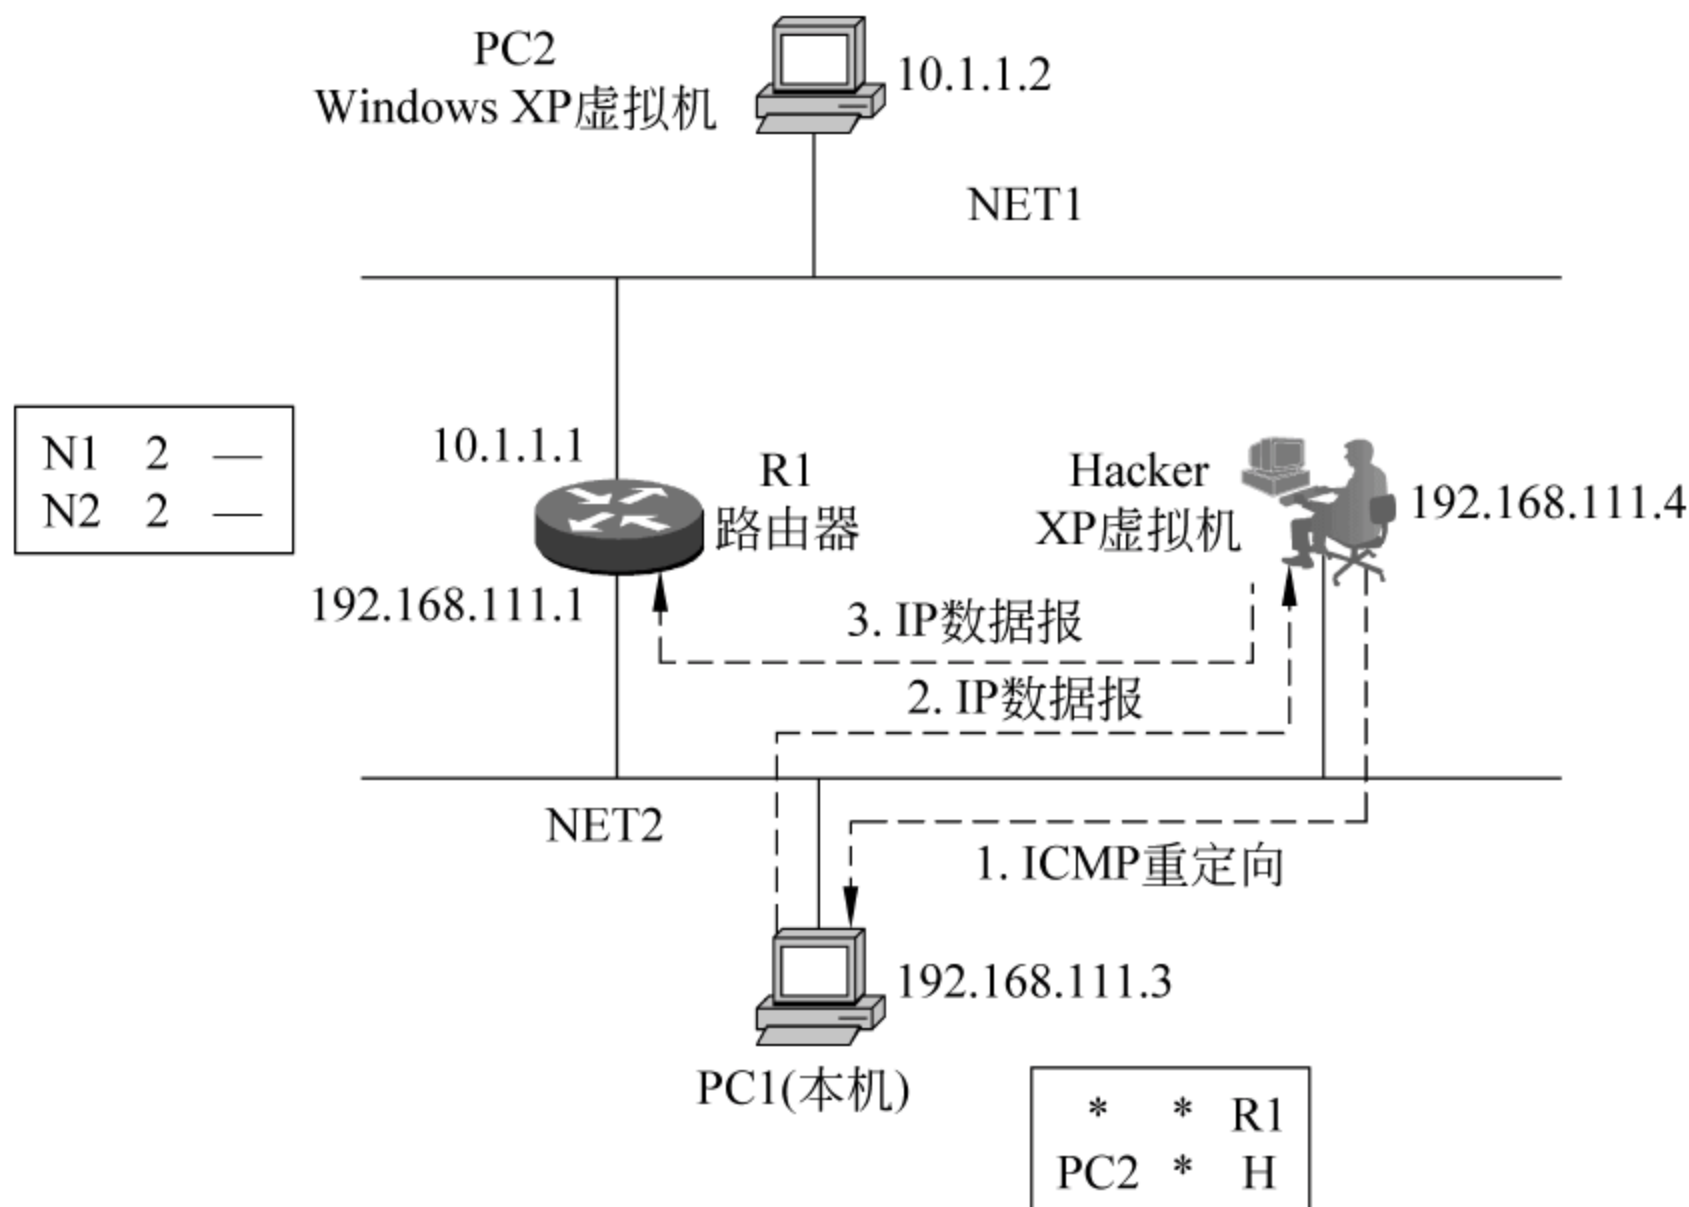 PC2
Windows XP虚拟机
10.1.1.2
NET1
N1 2 —
N2 2 —
10.1.1.1
R1
路由器
192.168.111.1
Hacker
XP虚拟机
192.168.111.4
3. IP数据报
2. IP数据报
NET2
1. ICMP重定向
192.168.111.3
PC1(本机)
* * R1
PC2 * H